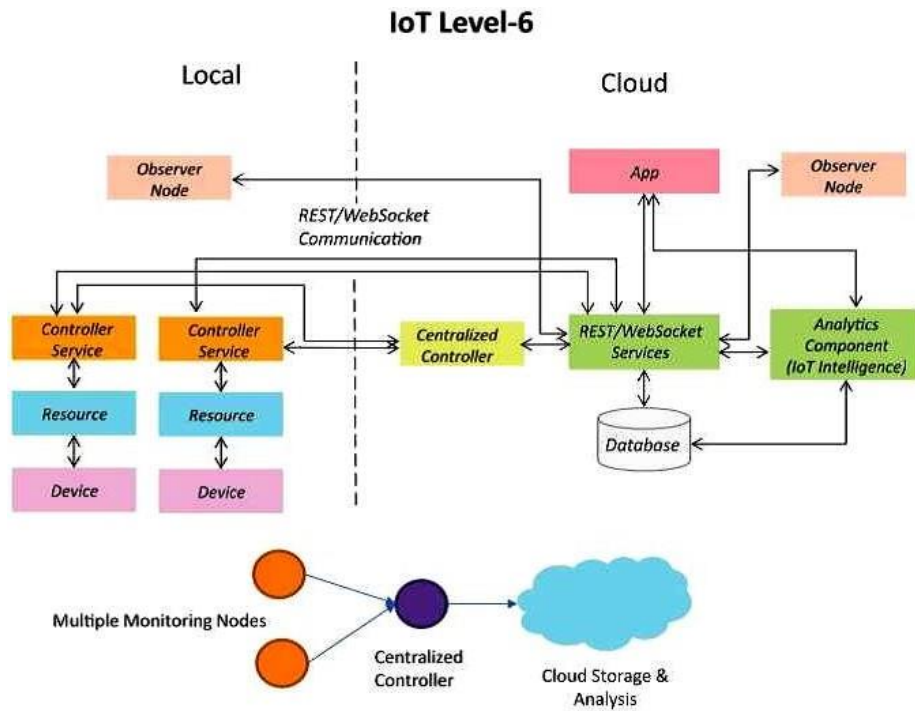 IoT Level-6
Local
Cloud
Observer
Node
App
Observer
Node
REST/WebSocket
Communication
Controller
Service
Controller
Service
Centralized
Controller
REST/WebSocket
Services
Analytics
Component
(IoT Intelligence)
Resource
Resource
Database
Device
Device
Multiple Monitoring Nodes
Centralized
Controller
Cloud Storage &
Analysis